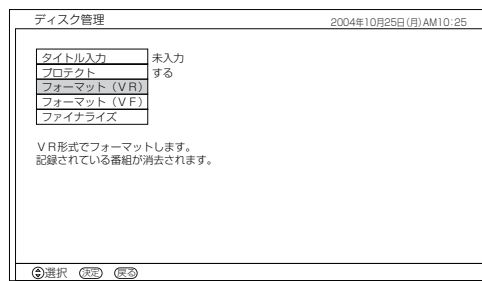 ディスク管理 2004年10月25日(月)AM10:25
タイトル入力 未入力
プロテクト する
フォーマット（VR）
フォーマット（VF）
ファイナライズ
VR形式でフォーマットします。
記録されている番組が消去されます。
選択 決定 戻る